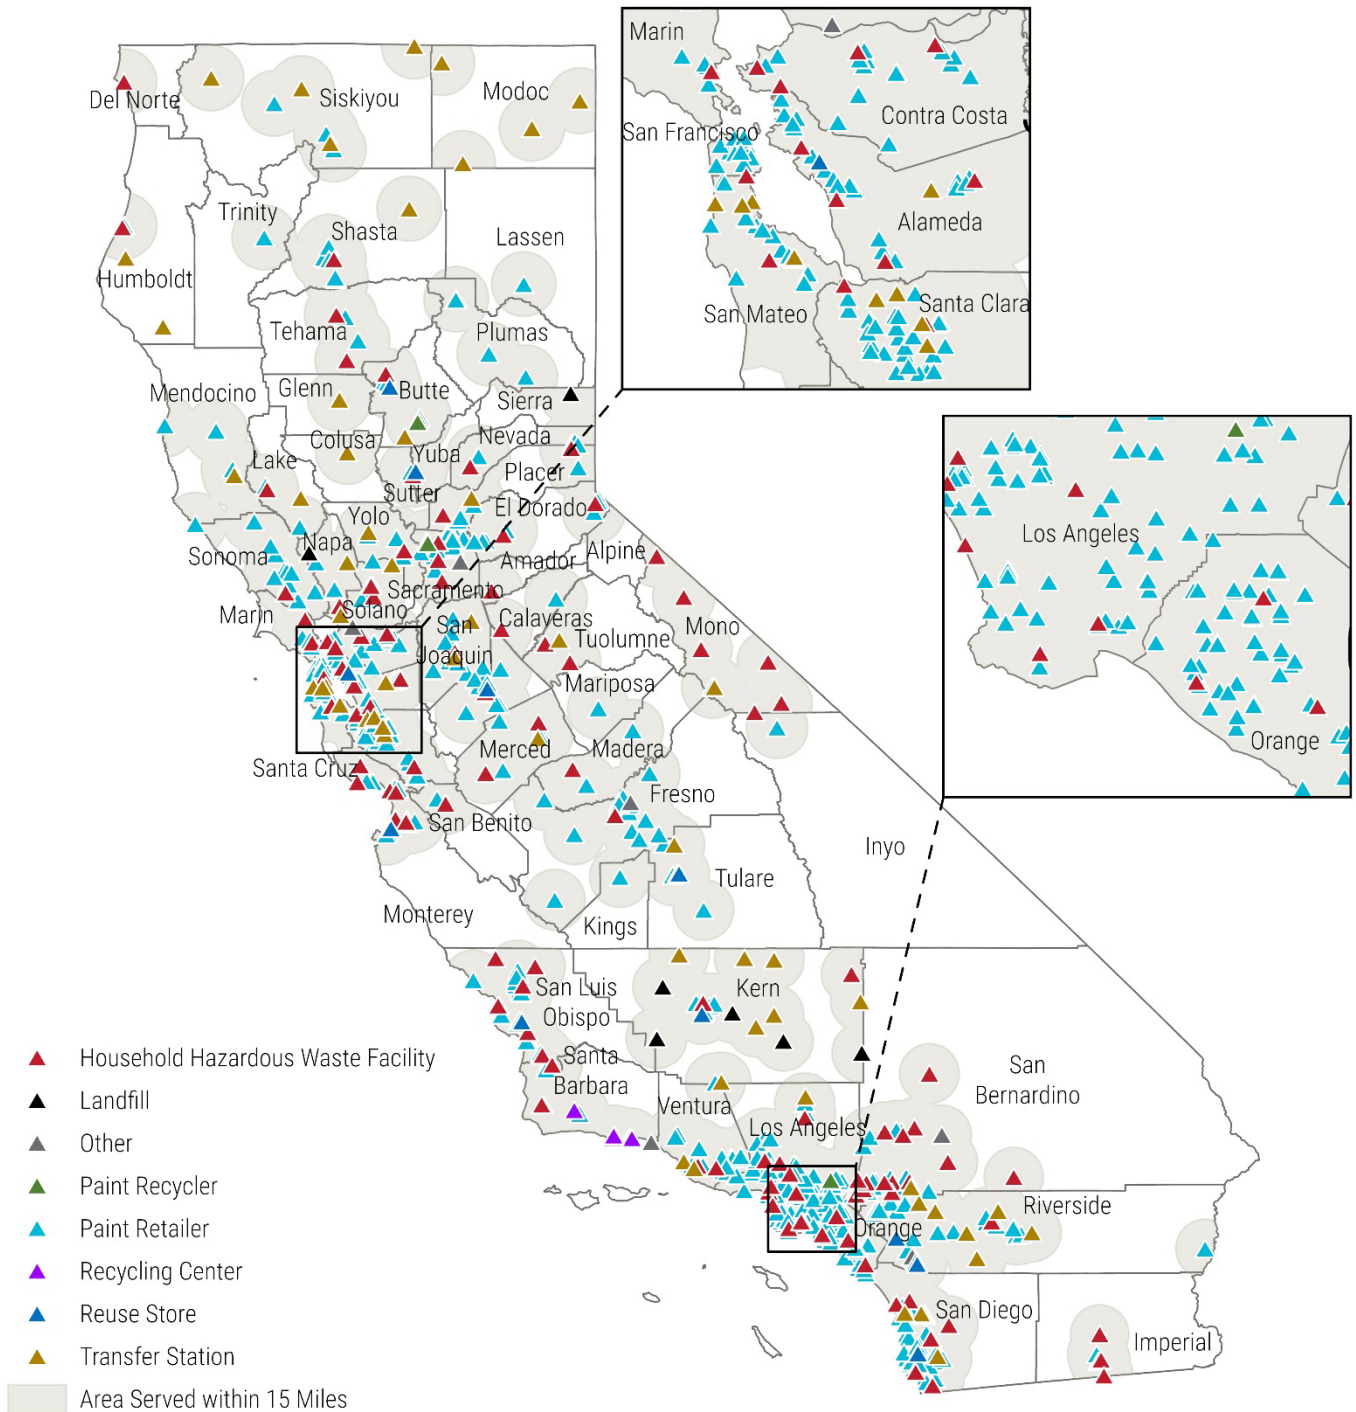 Del Norte
Siskiyou
Modoc
Trinity
Shasta
Lassen
Humboldt
Tehama
Plumas
Mendocino
Glenn
Butte
Sierra
Colusa
Nevada
Lake
Yuba
Placer
Sutter
El Dorado
Yolo
Sonoma
Napa
Amador
Alpine
Sacramento
Marin
Solano
Calaveras
San
Joaquin
Tuolumne
Mono
Mariposa
Merced
Madera
Santa Cruz
Fresno
San Benito
Inyo
Tulare
Monterey
Kings
San Luis
Obispo
Kern
Santa
Barbara
Ventura
Los Angeles
San
Bernardino
Orange
Riverside
San Diego
Imperial
Marin
Contra Costa
San Francisco
Alameda
San Mateo
Santa Clara
Los Angeles
Orange
Household Hazardous Waste Facility
Landfill
Other
Paint Recycler
Paint Retailer
Recycling Center
Reuse Store
Transfer Station
Area Served within 15 Miles